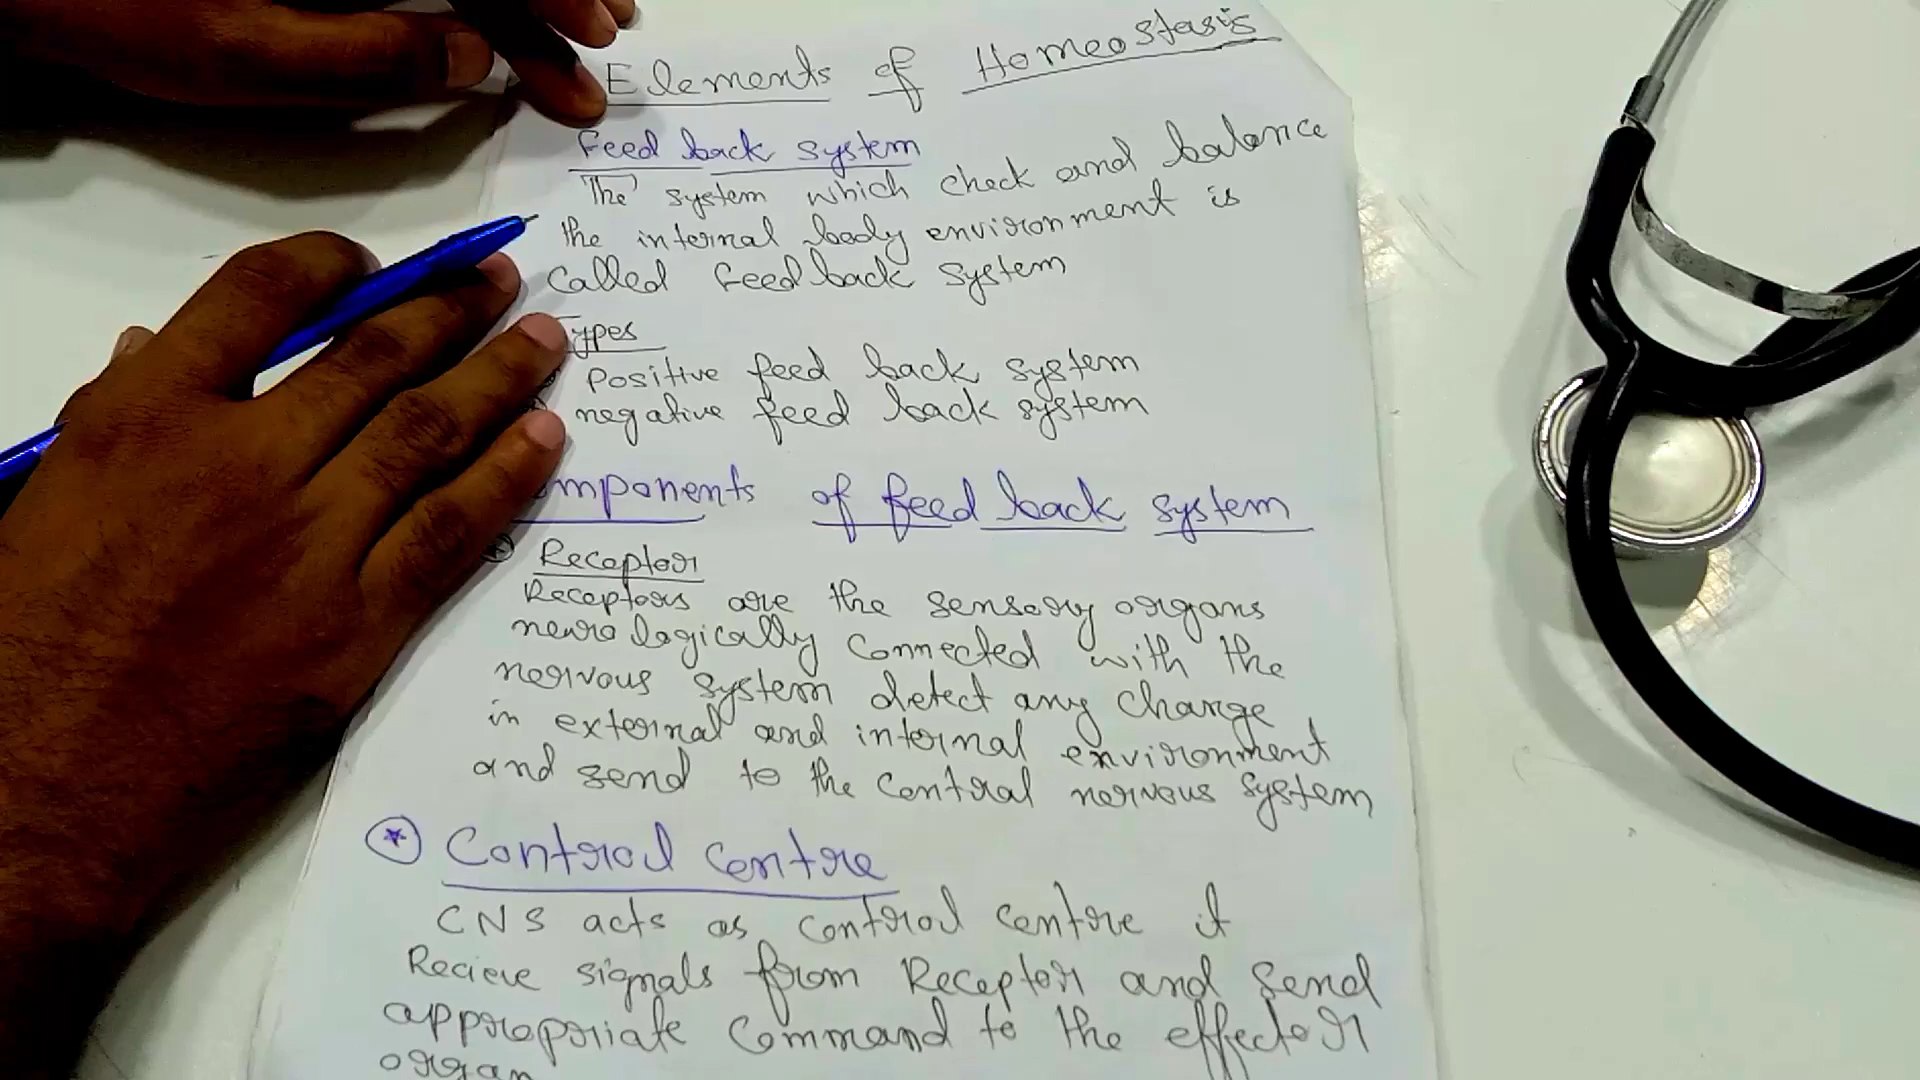 Elements of Homeostasis
Feed back system
The system which check and balance
the internal body environment is
called Feedback system
Types
Positive feed back system
negative feed back system
omponents of feed back system
Receptor
Receptors are the sensory organs
neurologically connected with the
nervous system detect any change
in external and internal environment
and send to the central nervous system
Control centre
CNS acts as control centre it
Recieve signals from Receptor and send
appropriate command to the effector
organ